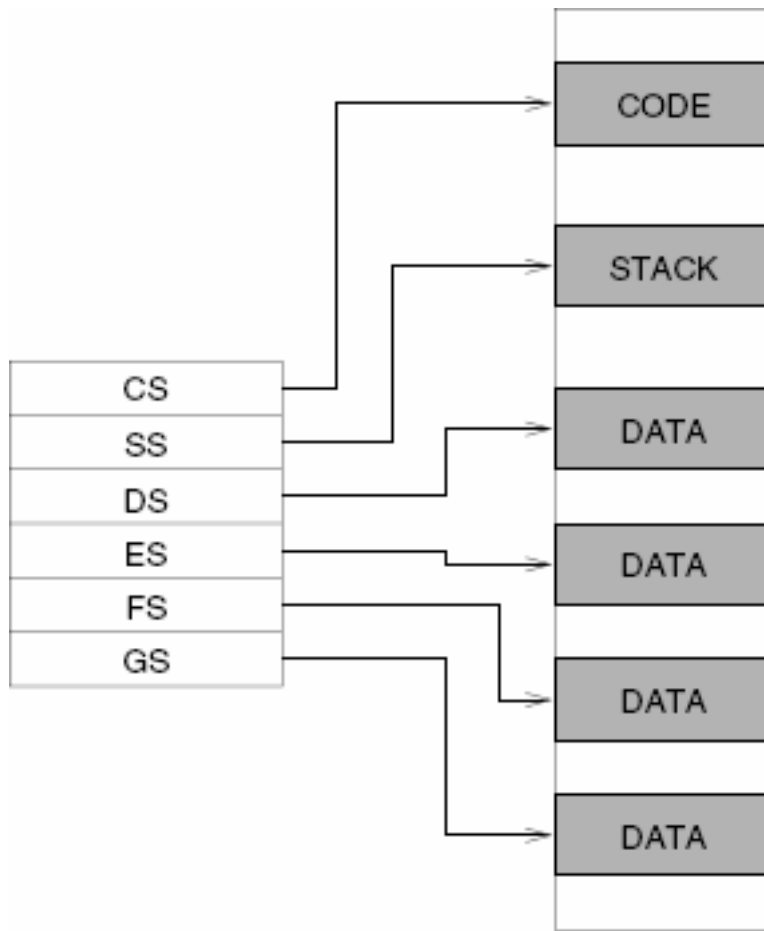 CS
SS
DS
ES
FS
GS
CODE
STACK
DATA
DATA
DATA
DATA